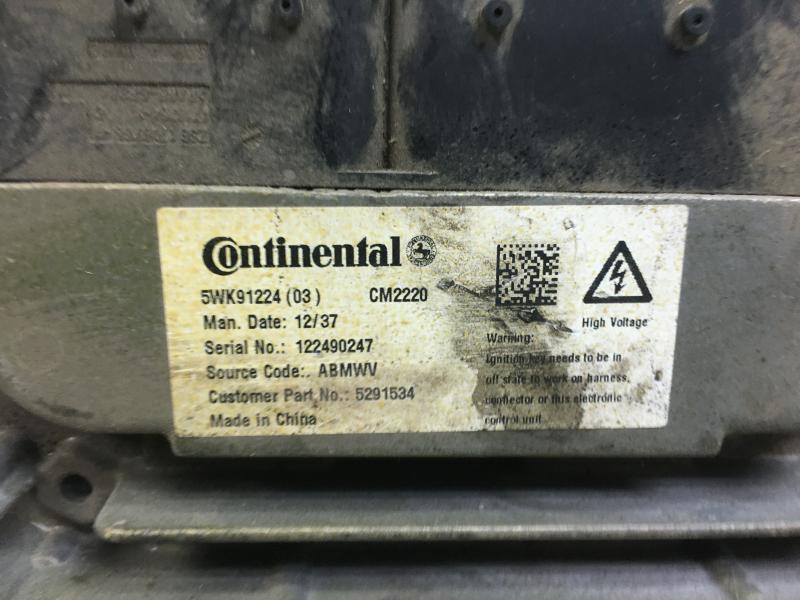 Continental
5WK91224 (03 ) CM2220
Man. Date: 12/37
Serial No.: 122490247
Source Code:. ABMWV
Customer Part No.: 5291534
Made in China
High Voltage
Warning:
Ignition key needs to be in
off state to work on harness,
connector or this electronic
control unit